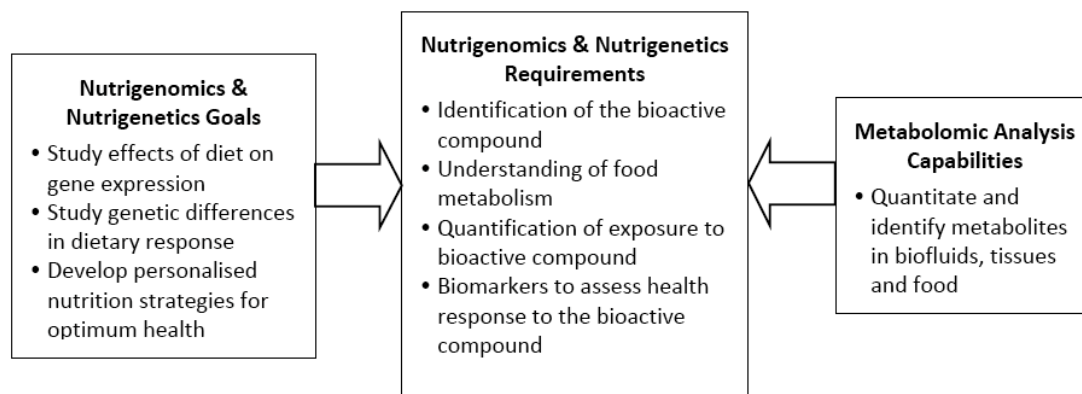 Nutrigenomics &
Nutrigenetics Goals
• Study effects of diet on
gene expression
• Study genetic differences
in dietary response
• Develop personalised
nutrition strategies for
optimum health
Nutrigenomics & Nutrigenetics
Requirements
• Identification of the bioactive
compound
• Understanding of food
metabolism
• Quantification of exposure to
bioactive compound
• Biomarkers to assess health
response to the bioactive
compound
Metabolomic Analysis
Capabilities
• Quantitate and
identify metabolites
in biofluids, tissues
and food